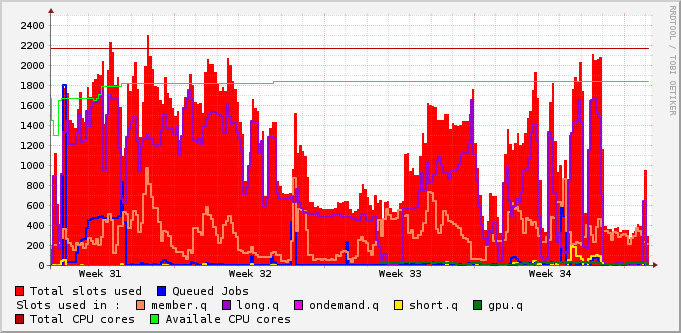 RRDTOOL / TOBI OETIKER
2400
2200
2000
1800
1600
1400
1200
1000
800
600
400
200
0
Week 31 Week 32 Week 33 Week 34
Total slots used Queued Jobs
Slots used in : member.q long.q ondemand.q short.q gpu.q
Total CPU cores Availale CPU cores